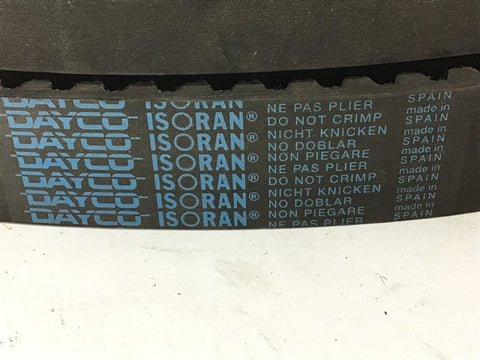 DAYCO ISORAN NE PAS PLIER SPAIN
DAYCO ISORAN® DO NOT CRIMP made in
DAYCO ISORAN® NICHT KNICKEN SPAIN
DAYCO ISORAN® NO DOBLAR made in
DAYCO ISORAN® NON PIEGARE SPAIN
DAYCO ISORAN® NE PAS PLIER made in
DAYCO ISORAN® DO NOT CRIMP SPAIN
DAYCO ISORAN® NICHT KNICKEN made in
DAYCO ISORAN® NO DOBLAR SPAIN
NON PIEGARE made in
NE PAS PLIER SPAIN